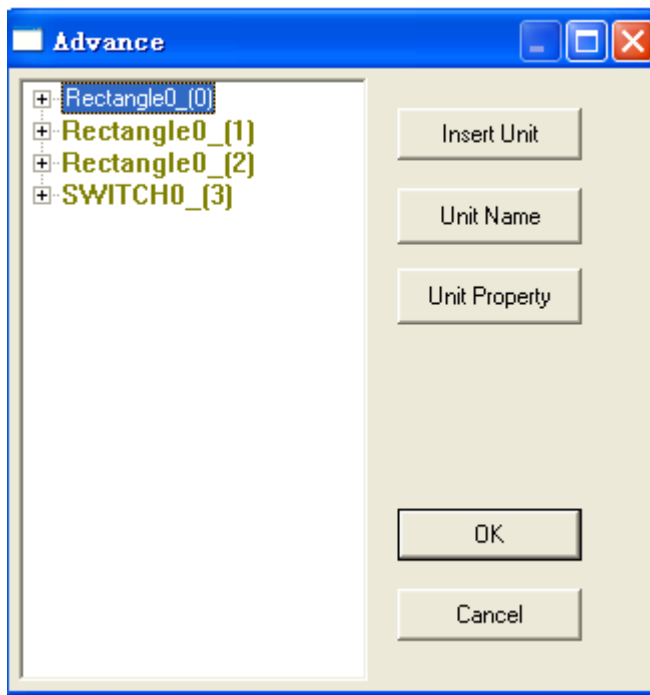 Advance
Rectangle0_(0)
Rectangle0_(1)
Rectangle0_(2)
SWITCH0_(3)
Insert Unit
Unit Name
Unit Property
OK
Cancel